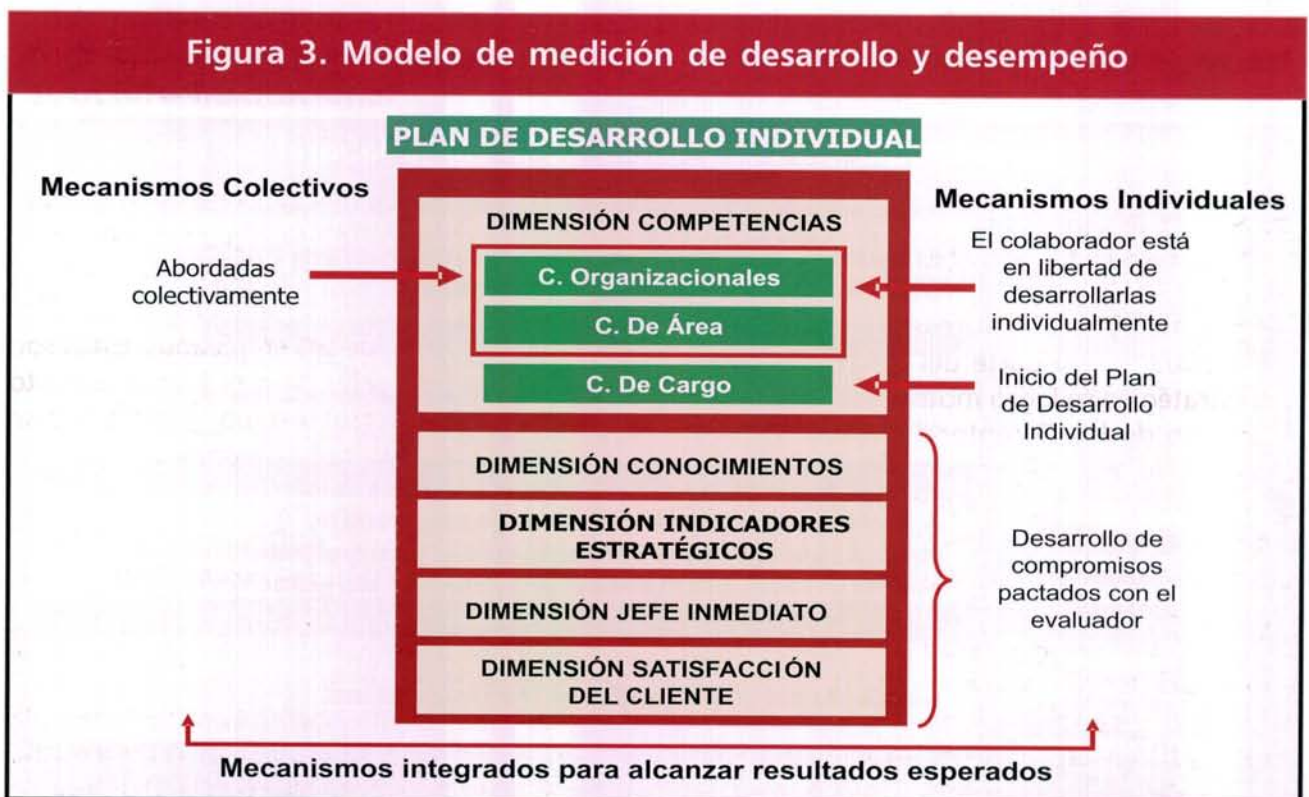 Figura 3. Modelo de medición de desarrollo y desempeño
PLAN DE DESARROLLO INDIVIDUAL
Mecanismos Colectivos
Abordadas
colectivamente
DIMENSIÓN COMPETENCIAS
C. Organizacionales
C. De Área
C. De Cargo
DIMENSIÓN CONOCIMIENTOS
DIMENSIÓN INDICADORES
ESTRATÉGICOS
DIMENSIÓN JEFE INMEDIATO
DIMENSIÓN SATISFACCIÓN
DEL CLIENTE
Mecanismos Individuales
El colaborador está
en libertad de
desarrollarlas
individualmente
Inicio del Plan
de Desarrollo
Individual
Desarrollo de
compromisos
pactados con el
evaluador
Mecanismos integrados para alcanzar resultados esperados